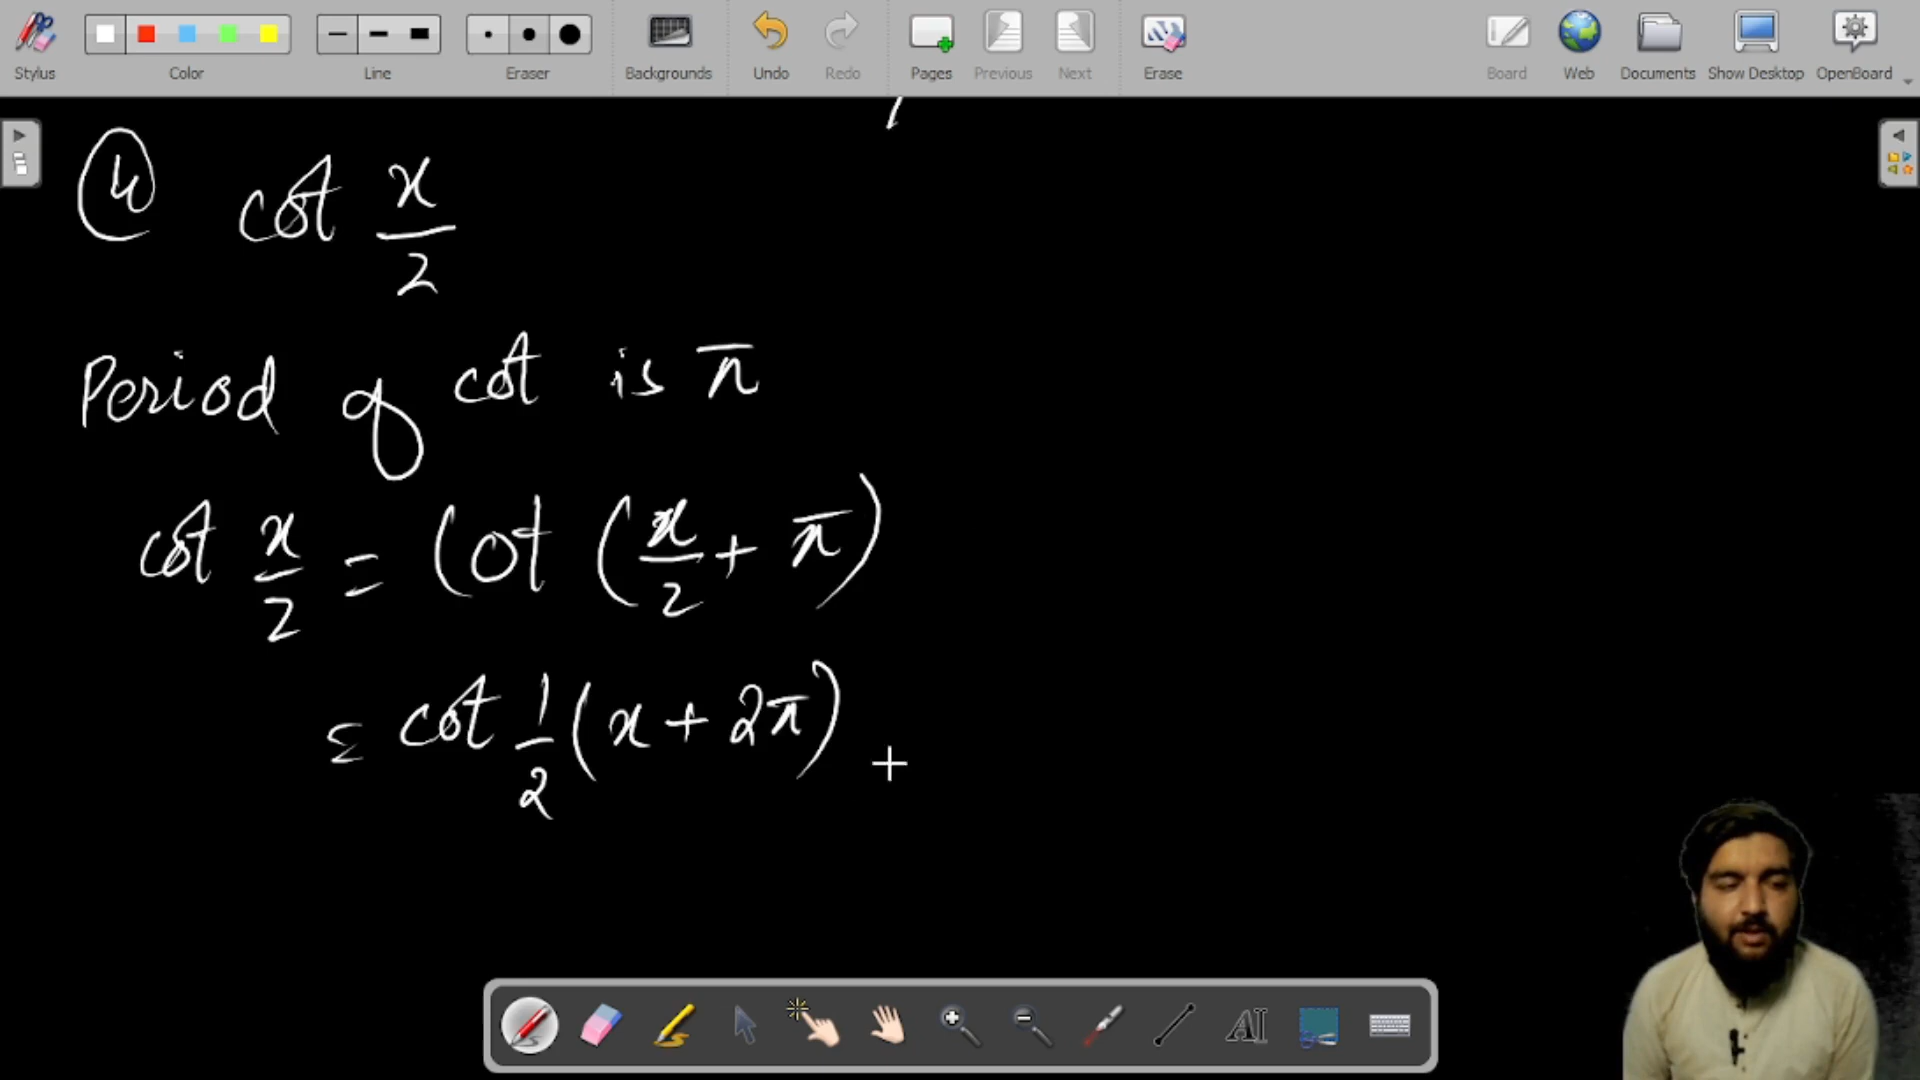 Stylus
Color
Line
Eraser
Backgrounds
Undo
Redo
Pages
Previous
Next
Erase
Board
Web
Documents
Show Desktop
OpenBoard
④ cot x/2
Period of cot is π
cot x/2 = Cot (x/2 + π)
= cot 1/2 (x + 2π)
AI